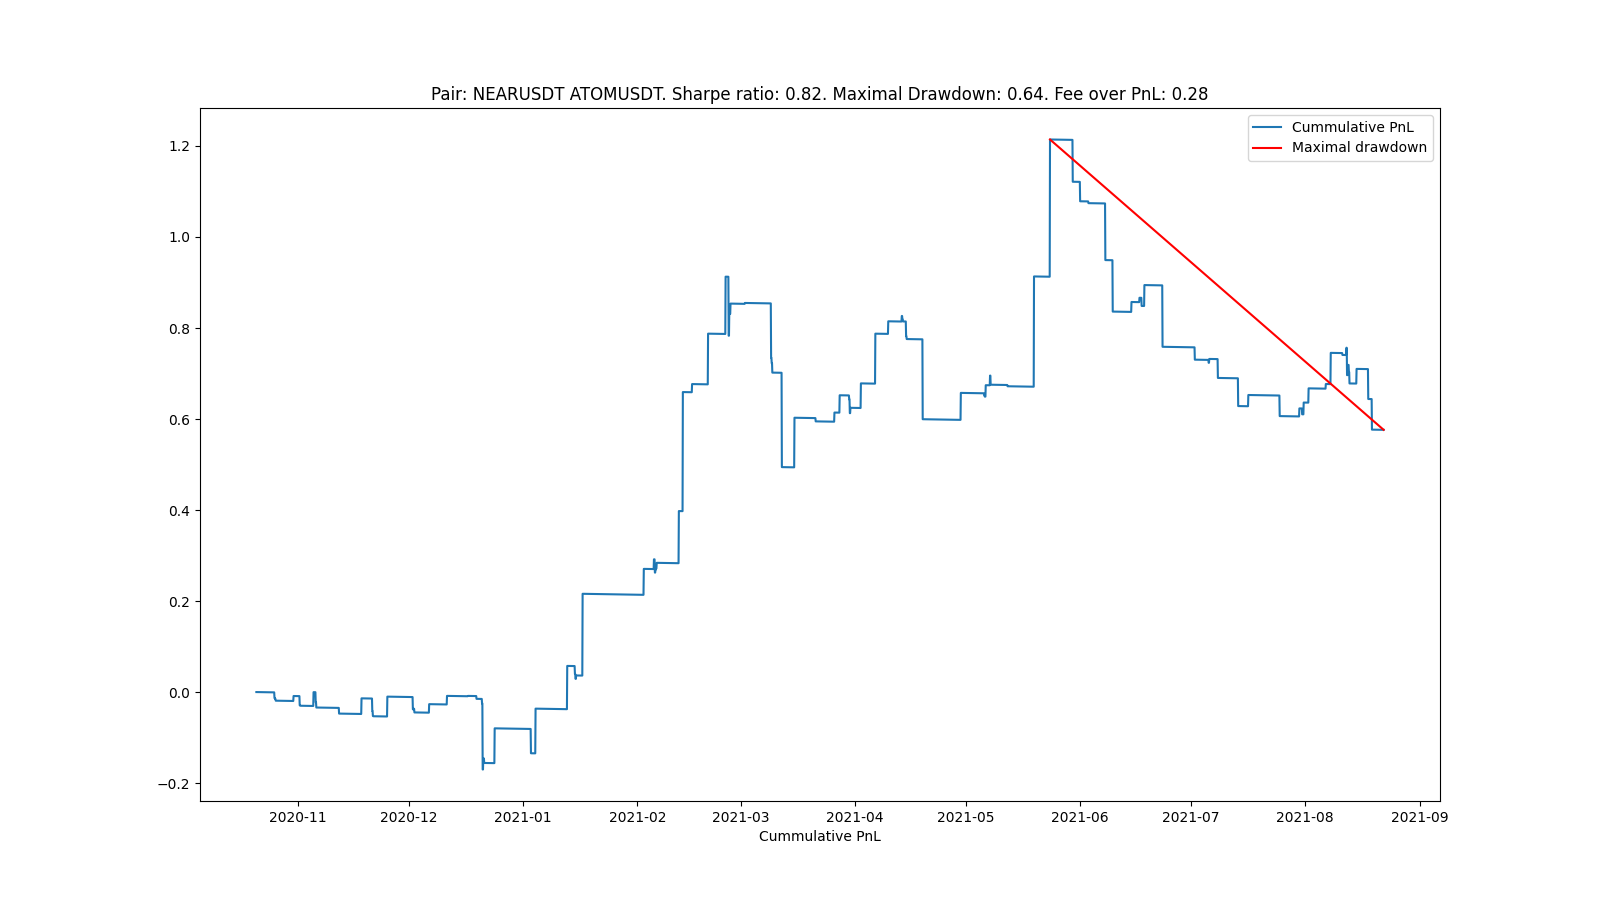 Pair: NEARUSDT ATOMUSDT. Sharpe ratio: 0.82. Maximal Drawdown: 0.64. Fee over PnL: 0.28
Cummulative PnL
Maximal drawdown
1.2
1.0
0.8
0.6
0.4
0.2
0.0
−0.2
2020-11 2020-12 2021-01 2021-02 2021-03 2021-04 2021-05 2021-06 2021-07 2021-08 2021-09
Cummulative PnL